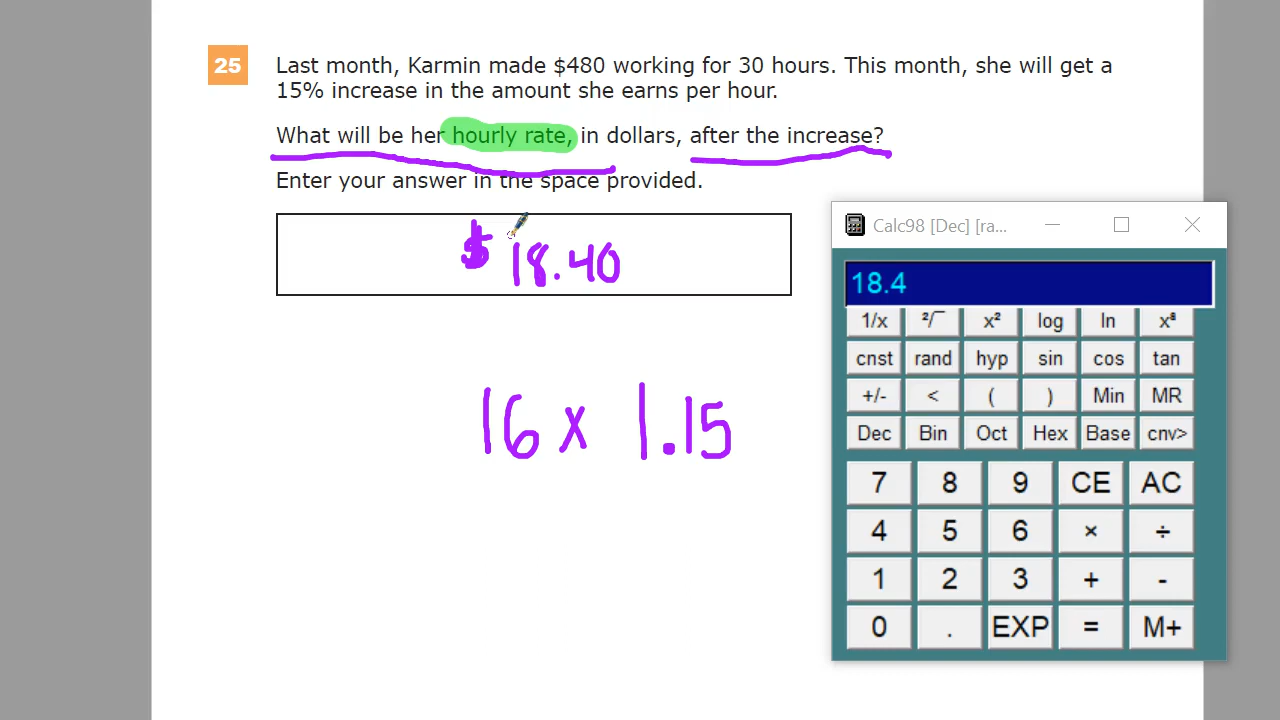 25
Last month, Karmin made $480 working for 30 hours. This month, she will get a
15% increase in the amount she earns per hour.
What will be her hourly rate, in dollars, after the increase?
Enter your answer in the space provided.
$ 18.40
16 x 1.15
Calc98 [Dec] [ra...
18.4
1/x ²√‾ x² log ln xª
cnst rand hyp sin cos tan
+/- < ( ) Min MR
Dec Bin Oct Hex Base cnv>
7 8 9 CE AC
4 5 6 × ÷
1 2 3 + -
0 . EXP = M+